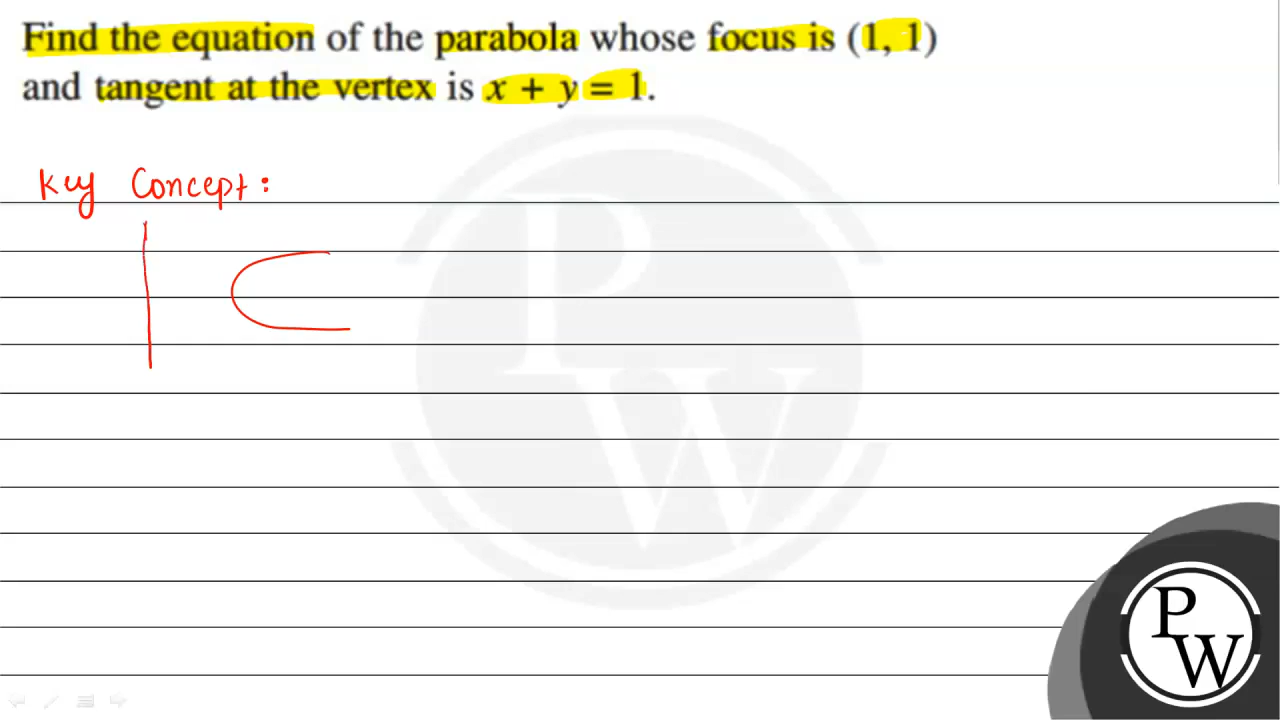 Find the equation of the parabola whose focus is (1, 1)
and tangent at the vertex is x + y = 1.
Key Concept:
P
W
P
W